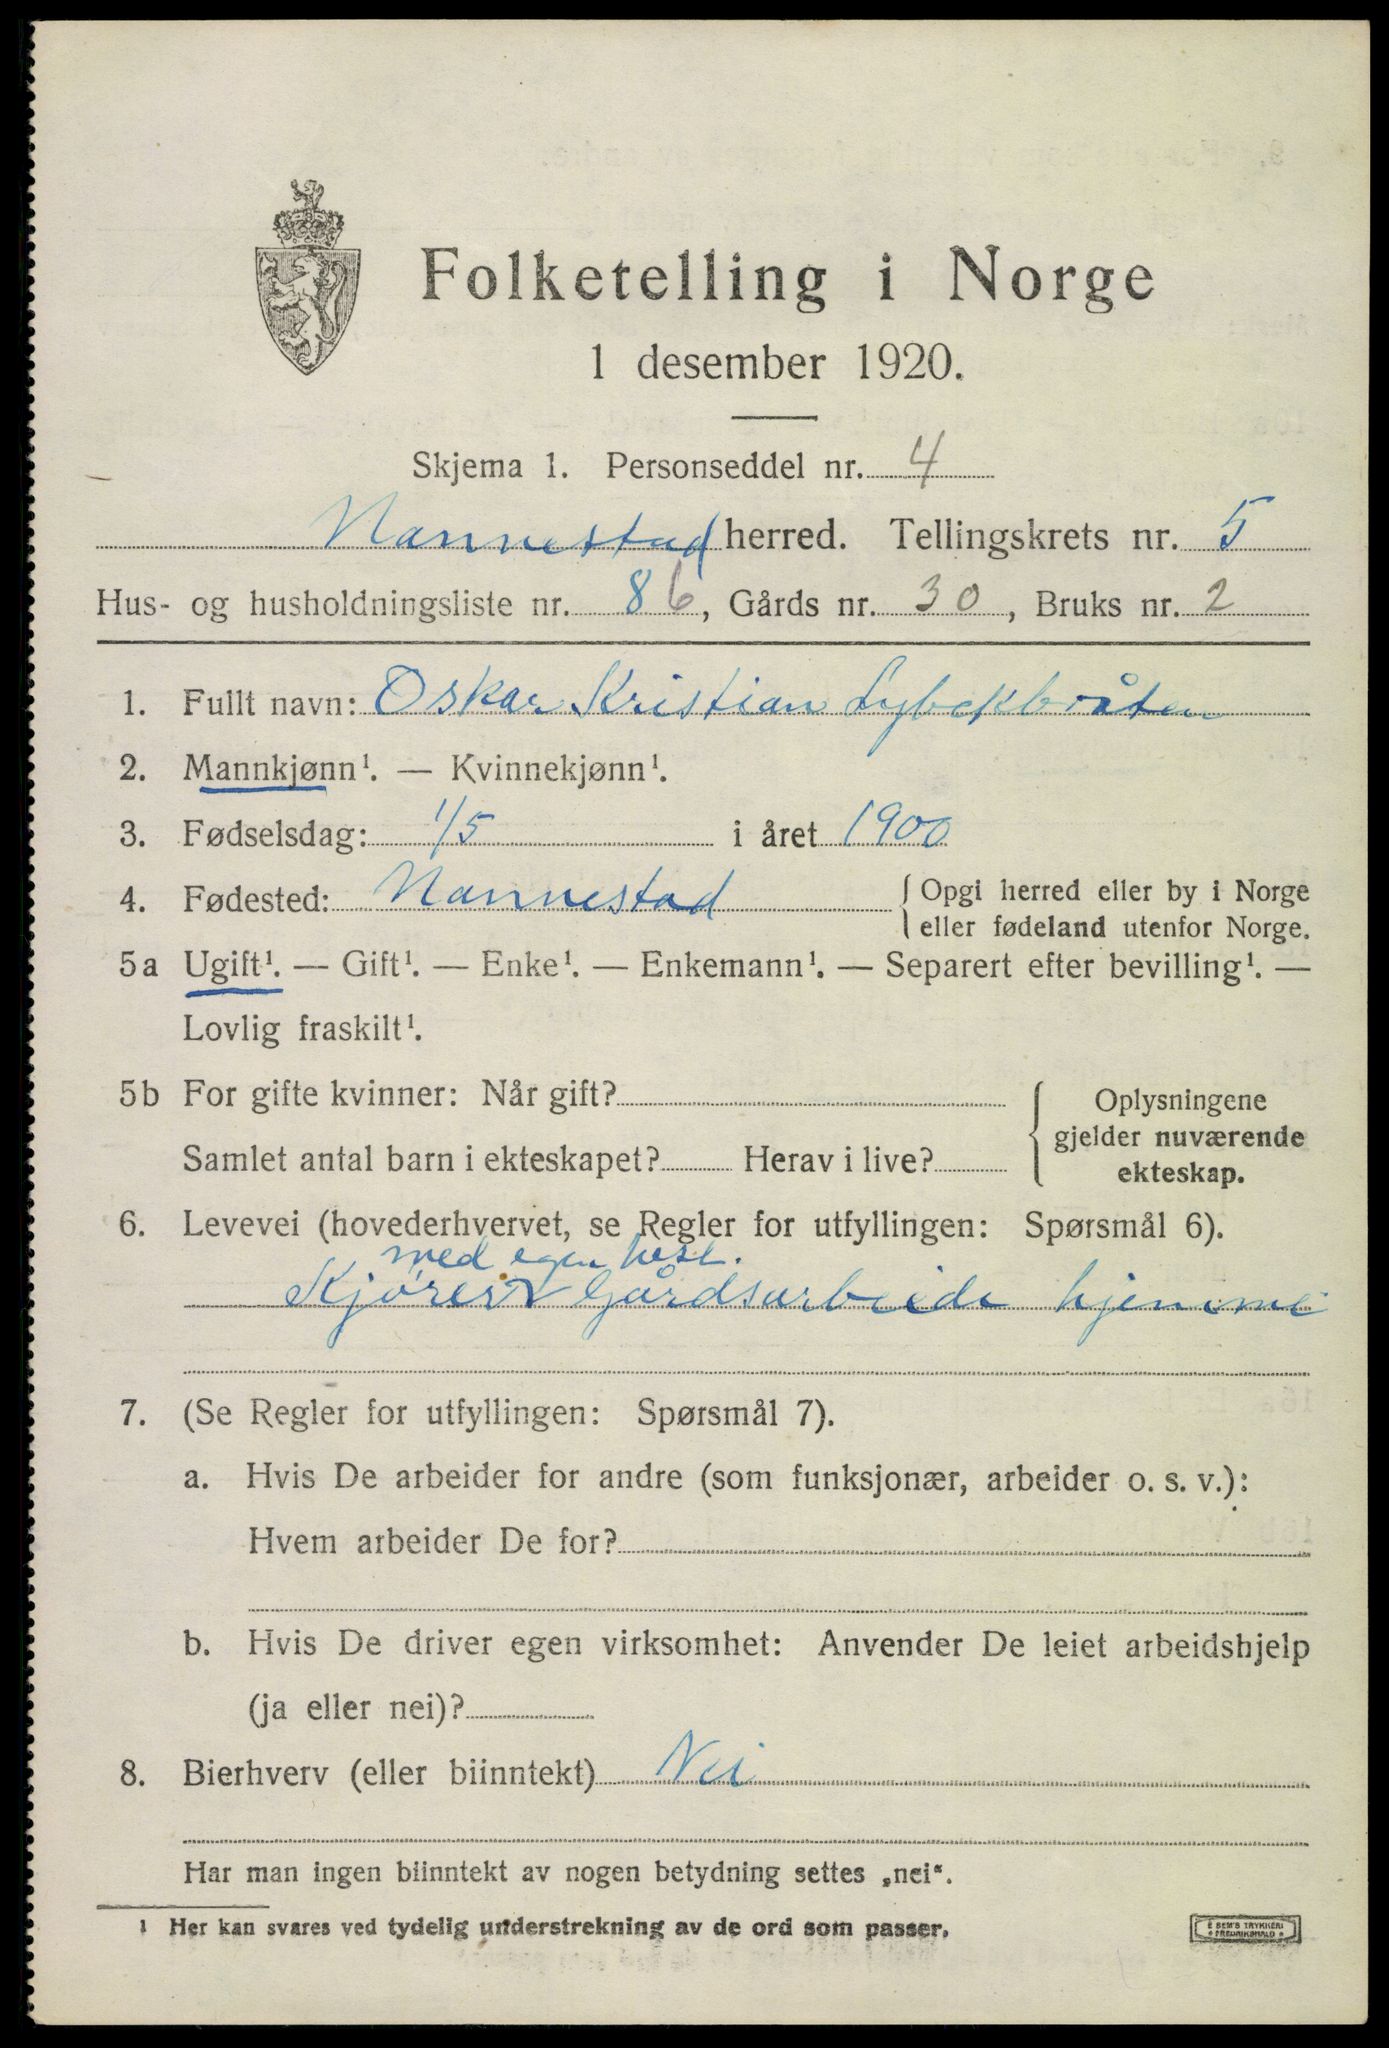 Folketelling i Norge
1 desember 1920.
Skjema 1. Personseddel nr. 4
Nannestad herred. Tellingskrets nr. 5
Hus- og husholdningsliste nr. 86, Gårds nr. 30, Bruks nr. 2
1. Fullt navn: Oskar Kristian Lybekbråten
2. Mannkjønn¹. — Kvinnekjønn¹.
3. Fødselsdag: 1/5 i året 1900
4. Fødested: Nannestad { Opgi herred eller by i Norge
eller fødeland utenfor Norge.
5a Ugift¹. — Gift¹. — Enke¹. — Enkemann¹. — Separert efter bevilling¹. —
Lovlig fraskilt¹.
5b For gifte kvinner: Når gift?
Samlet antal barn i ekteskapet? Herav i live?
{ Oplysningene
gjelder nuværende
ekteskap.
6. Levevei (hovederhvervet, se Regler for utfyllingen: Spørsmål 6).
med egen hest.
Kjører Gårdsarbeide hjemme
7. (Se Regler for utfyllingen: Spørsmål 7).
a. Hvis De arbeider for andre (som funksjonær, arbeider o. s. v.):
Hvem arbeider De for?
b. Hvis De driver egen virksomhet: Anvender De leiet arbeidshjelp
(ja eller nei)?
8. Bierhverv (eller biinntekt) Nei
Har man ingen biinntekt av nogen betydning settes „nei“.
1 Her kan svares ved tydelig understrekning av de ord som passer.
E SEM'S TRYKKERI
FREDRIKSHALD